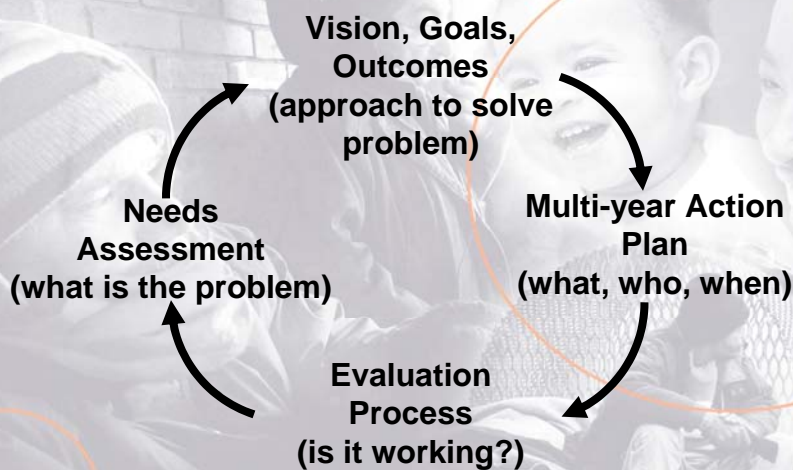 Vision, Goals,
Outcomes
(approach to solve
problem)
Needs
Assessment
(what is the problem)
Multi-year Action
Plan
(what, who, when)
Evaluation
Process
(is it working?)